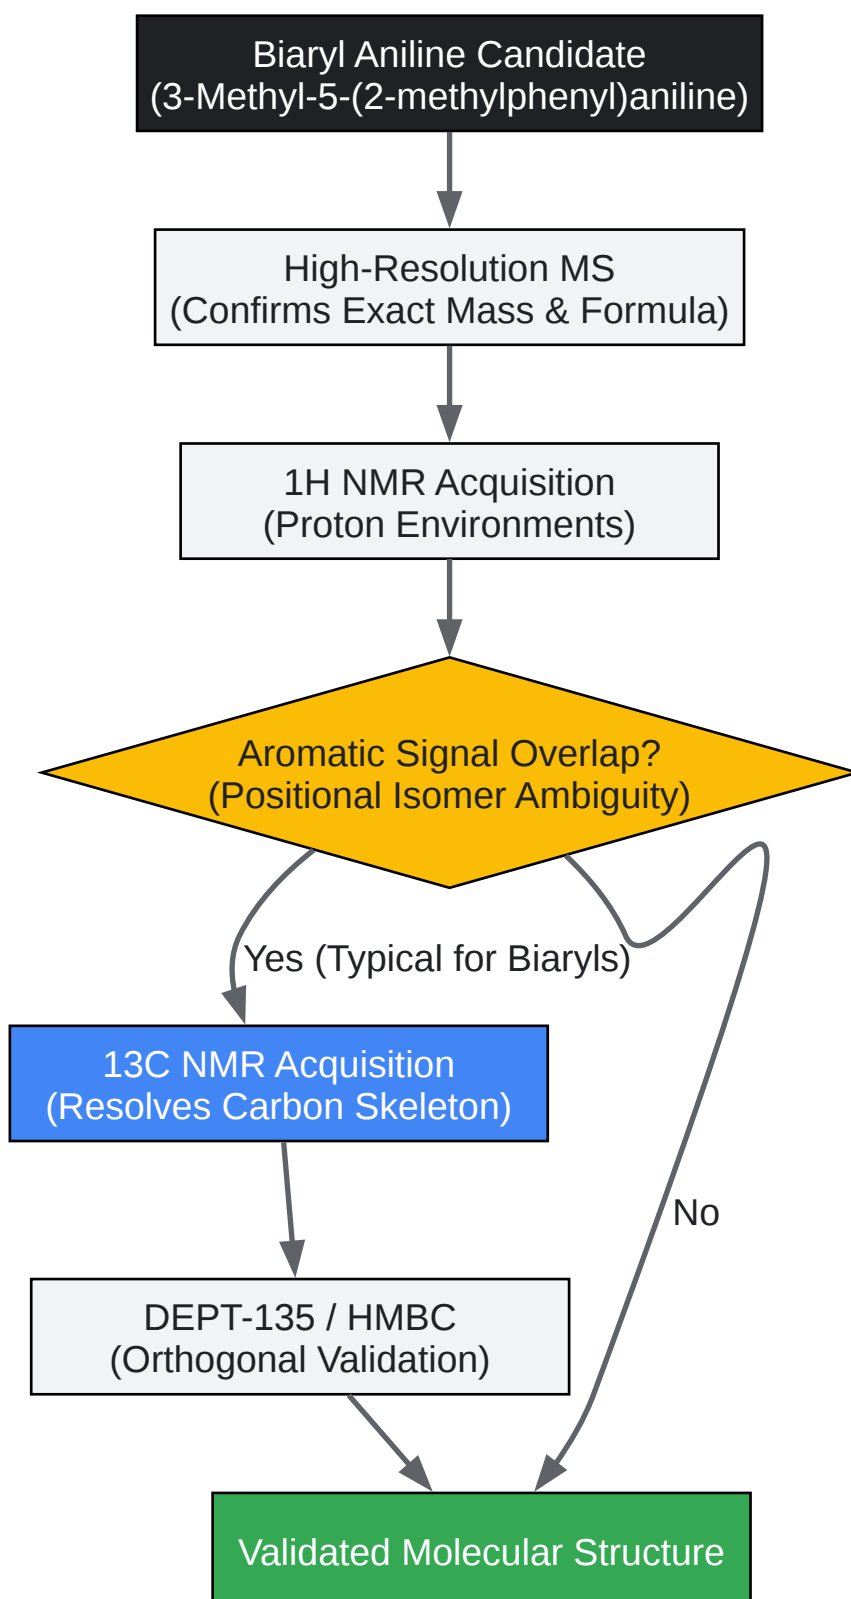 Biaryl Aniline Candidate
(3-Methyl-5-(2-methylphenyl)aniline)
High-Resolution MS
(Confirms Exact Mass & Formula)
1H NMR Acquisition
(Proton Environments)
Aromatic Signal Overlap?
(Positional Isomer Ambiguity)
Yes (Typical for Biaryls)
13C NMR Acquisition
(Resolves Carbon Skeleton)
No
DEPT-135 / HMBC
(Orthogonal Validation)
Validated Molecular Structure